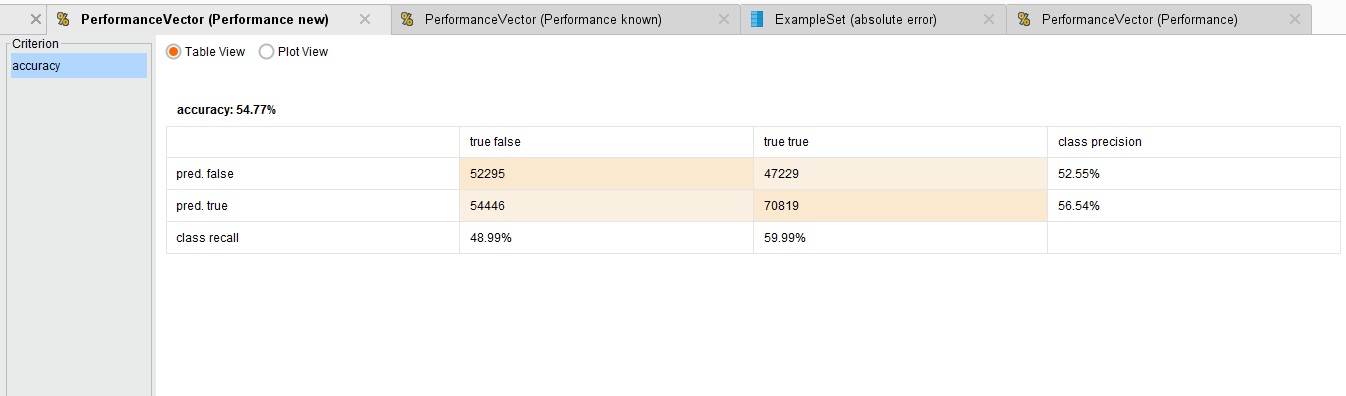 PerformanceVector (Performance new)
PerformanceVector (Performance known)
ExampleSet (absolute error)
PerformanceVector (Performance)
Criterion
accuracy
Table View
Plot View
accuracy: 54.77%
true false
true true
class precision
pred. false
52295
47229
52.55%
pred. true
54446
70819
56.54%
class recall
48.99%
59.99%